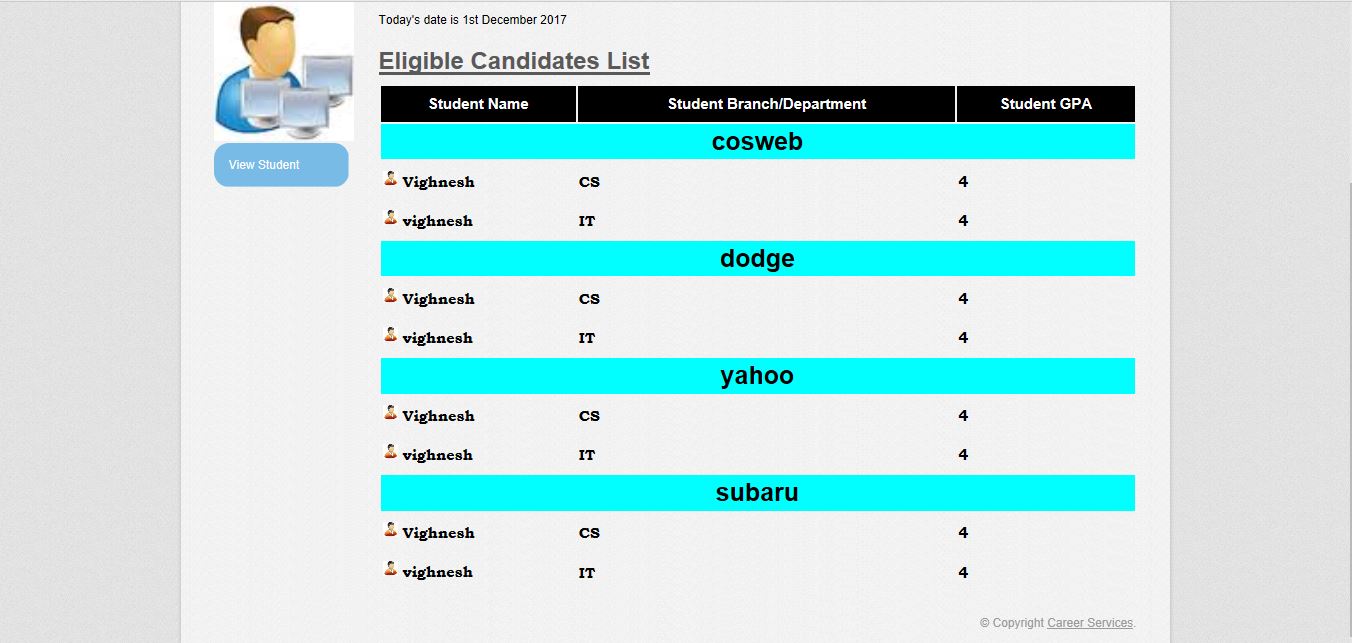 Today's date is 1st December 2017
Eligible Candidates List
Student Name Student Branch/Department Student GPA
cosweb
Vighnesh CS 4
vighnesh IT 4
dodge
Vighnesh CS 4
vighnesh IT 4
yahoo
Vighnesh CS 4
vighnesh IT 4
subaru
Vighnesh CS 4
vighnesh IT 4
View Student
© Copyright Career Services.